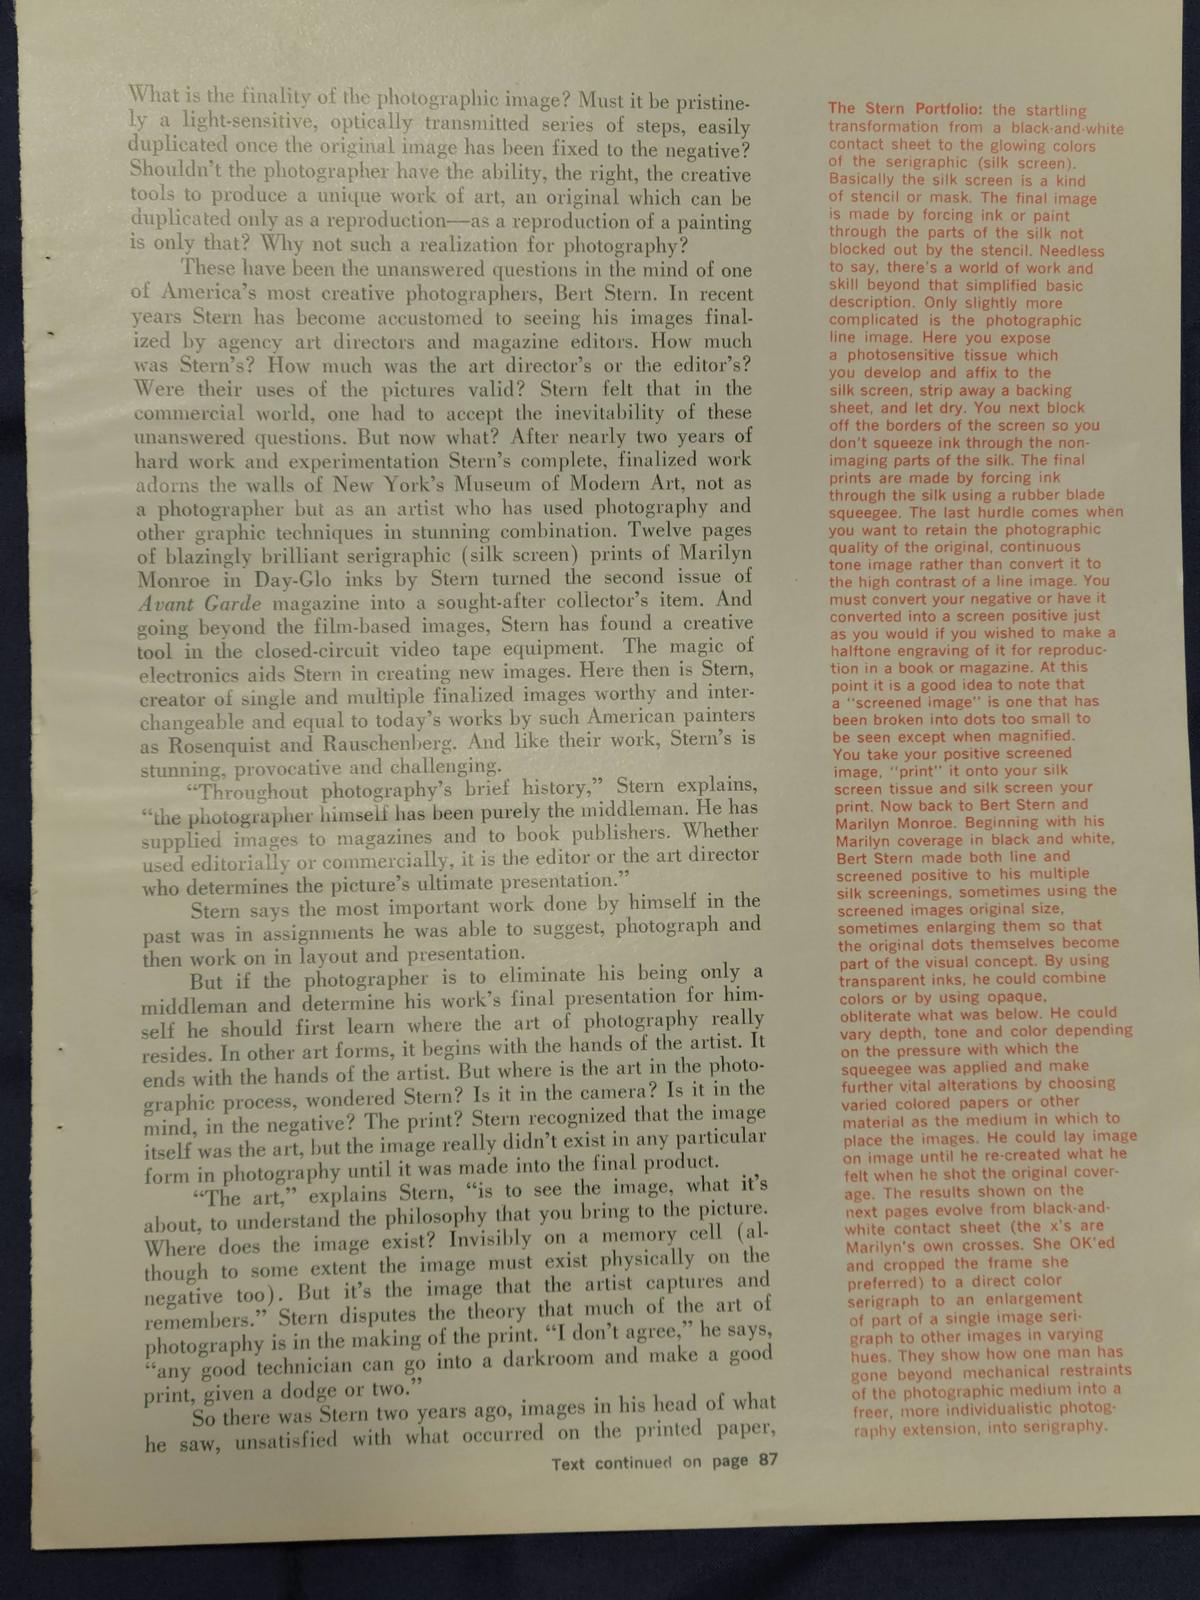 What is the finality of the photographic image? Must it be pristine-
ly a light-sensitive, optically transmitted series of steps, easily
duplicated once the original image has been fixed to the negative?
Shouldn't the photographer have the ability, the right, the creative
tools to produce a unique work of art, an original which can be
duplicated only as a reproduction—as a reproduction of a painting
is only that? Why not such a realization for photography?
These have been the unanswered questions in the mind of one
of America's most creative photographers, Bert Stern. In recent
years Stern has become accustomed to seeing his images final-
ized by agency art directors and magazine editors. How much
was Stern's? How much was the art director's or the editor's?
Were their uses of the pictures valid? Stern felt that in the
commercial world, one had to accept the inevitability of these
unanswered questions. But now what? After nearly two years of
hard work and experimentation Stern's complete, finalized work
adorns the walls of New York's Museum of Modern Art, not as
a photographer but as an artist who has used photography and
other graphic techniques in stunning combination. Twelve pages
of blazingly brilliant serigraphic (silk screen) prints of Marilyn
Monroe in Day-Glo inks by Stern turned the second issue of
Avant Garde magazine into a sought-after collector's item. And
going beyond the film-based images, Stern has found a creative
tool in the closed-circuit video tape equipment. The magic of
electronics aids Stern in creating new images. Here then is Stern,
creator of single and multiple finalized images worthy and inter-
changeable and equal to today's works by such American painters
as Rosenquist and Rauschenberg. And like their work, Stern's is
stunning, provocative and challenging.
“Throughout photography's brief history,” Stern explains,
“the photographer himself has been purely the middleman. He has
supplied images to magazines and to book publishers. Whether
used editorially or commercially, it is the editor or the art director
who determines the picture's ultimate presentation.”
Stern says the most important work done by himself in the
past was in assignments he was able to suggest, photograph and
then work on in layout and presentation.
But if the photographer is to eliminate his being only a
middleman and determine his work's final presentation for him-
self he should first learn where the art of photography really
resides. In other art forms, it begins with the hands of the artist. It
ends with the hands of the artist. But where is the art in the photo-
graphic process, wondered Stern? Is it in the camera? Is it in the
mind, in the negative? The print? Stern recognized that the image
itself was the art, but the image really didn't exist in any particular
form in photography until it was made into the final product.
“The art,” explains Stern, “is to see the image, what it's
about, to understand the philosophy that you bring to the picture.
Where does the image exist? Invisibly on a memory cell (al-
though to some extent the image must exist physically on the
negative too). But it's the image that the artist captures and
remembers.” Stern disputes the theory that much of the art of
photography is in the making of the print. “I don't agree,” he says,
“any good technician can go into a darkroom and make a good
print, given a dodge or two.”
So there was Stern two years ago, images in his head of what
he saw, unsatisfied with what occurred on the printed paper,
Text continued on page 87
The Stern Portfolio: the startling
transformation from a black-and-white
contact sheet to the glowing colors
of the serigraphic (silk screen).
Basically the silk screen is a kind
of stencil or mask. The final image
is made by forcing ink or paint
through the parts of the silk not
blocked out by the stencil. Needless
to say, there's a world of work and
skill beyond that simplified basic
description. Only slightly more
complicated is the photographic
line image. Here you expose
a photosensitive tissue which
you develop and affix to the
silk screen, strip away a backing
sheet, and let dry. You next block
off the borders of the screen so you
don't squeeze ink through the non-
imaging parts of the silk. The final
prints are made by forcing ink
through the silk using a rubber blade
squeegee. The last hurdle comes when
you want to retain the photographic
quality of the original, continuous
tone image rather than convert it to
the high contrast of a line image. You
must convert your negative or have it
converted into a screen positive just
as you would if you wished to make a
halftone engraving of it for reproduc-
tion in a book or magazine. At this
point it is a good idea to note that
a “screened image” is one that has
been broken into dots too small to
be seen except when magnified.
You take your positive screened
image, “print” it onto your silk
screen tissue and silk screen your
print. Now back to Bert Stern and
Marilyn Monroe. Beginning with his
Marilyn coverage in black and white,
Bert Stern made both line and
screened positive to his multiple
silk screenings, sometimes using the
screened images original size,
sometimes enlarging them so that
the original dots themselves become
part of the visual concept. By using
transparent inks, he could combine
colors or by using opaque,
obliterate what was below. He could
vary depth, tone and color depending
on the pressure with which the
squeegee was applied and make
further vital alterations by choosing
varied colored papers or other
material as the medium in which to
place the images. He could lay image
on image until he re-created what he
felt when he shot the original cover-
age. The results shown on the
next pages evolve from black-and-
white contact sheet (the x's are
Marilyn's own crosses. She OK'ed
and cropped the frame she
preferred) to a direct color
serigraph to an enlargement
of part of a single image seri-
graph to other images in varying
hues. They show how one man has
gone beyond mechanical restraints
of the photographic medium into a
freer, more individualistic photog-
raphy extension, into serigraphy.